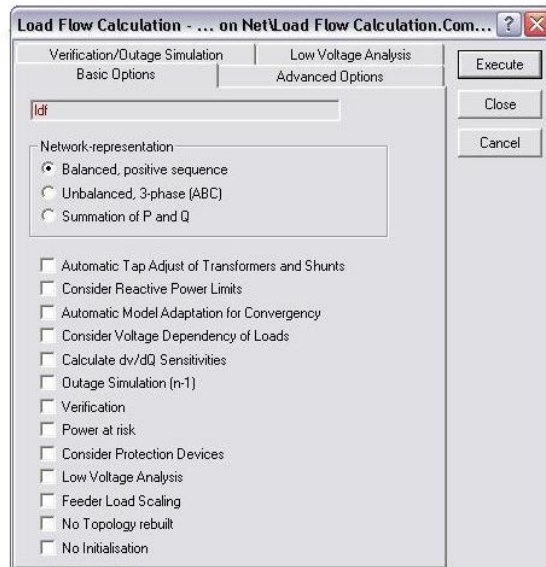 Load Flow Calculation - ... on Net\Load Flow Calculation.Com...
Verification/Outage Simulation
Low Voltage Analysis
Basic Options
Advanced Options
Execute
Close
Cancel
ldf
Network-representation
Balanced, positive sequence
Unbalanced, 3-phase (ABC)
Summation of P and Q
Automatic Tap Adjust of Transformers and Shunts
Consider Reactive Power Limits
Automatic Model Adaptation for Convergency
Consider Voltage Dependency of Loads
Calculate dv/dQ Sensitivities
Outage Simulation (n-1)
Verification
Power at risk
Consider Protection Devices
Low Voltage Analysis
Feeder Load Scaling
No Topology rebuilt
No Initialisation